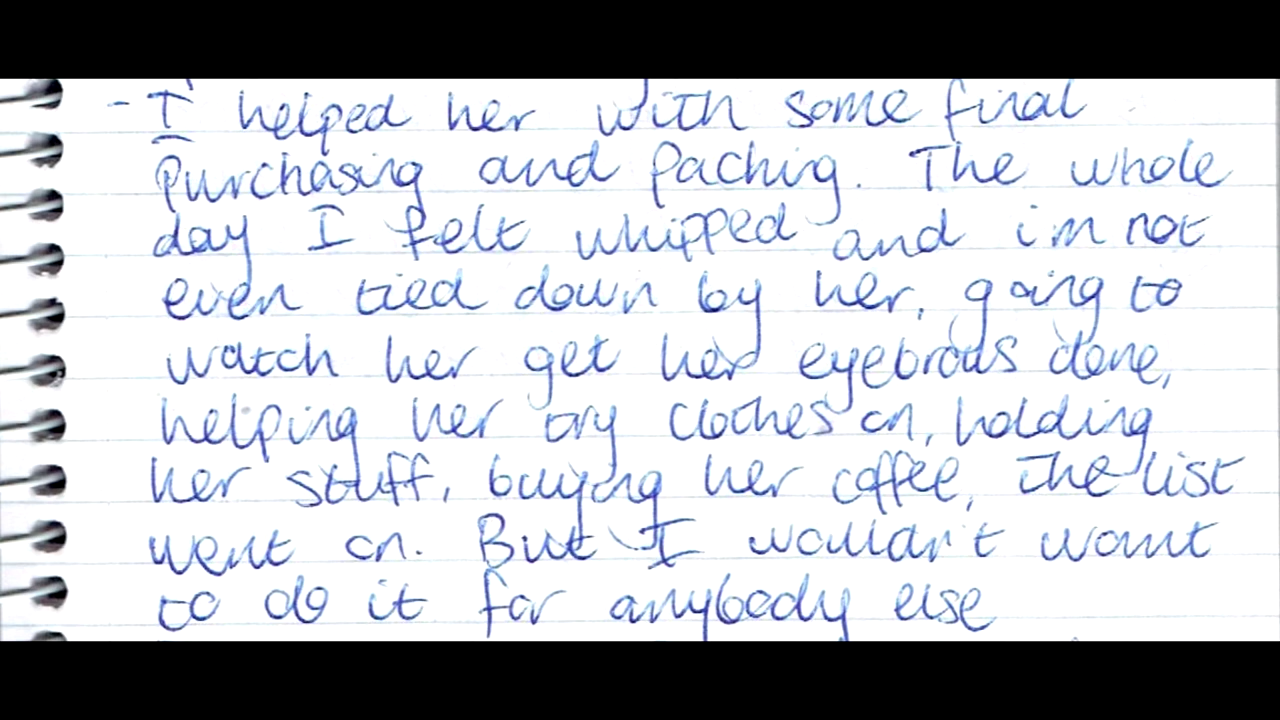 - I helped her with some final
purchasing and packing. The whole
day I felt whipped and i'm not
even tied down by her, going to
watch her get her eyebrows done,
helping her try clothes on, holding
her stuff, buying her coffee, the list
went on. But I wouldn't want
to do it for anybody else